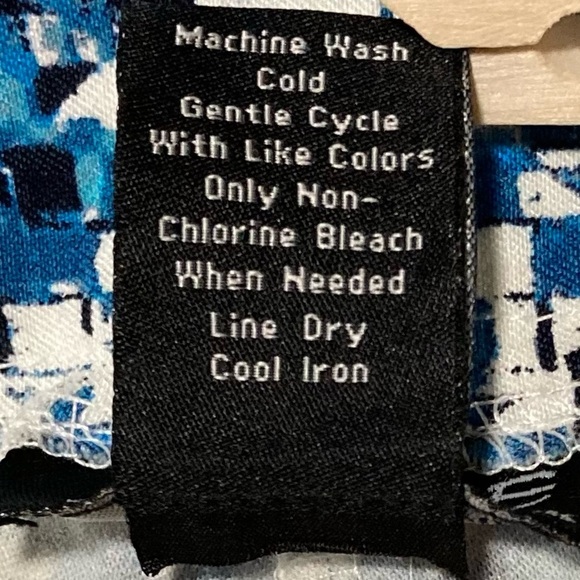 Machine Wash
Cold
Gentle Cycle
With Like Colors
Only Non-
Chlorine Bleach
When Needed
Line Dry
Cool Iron